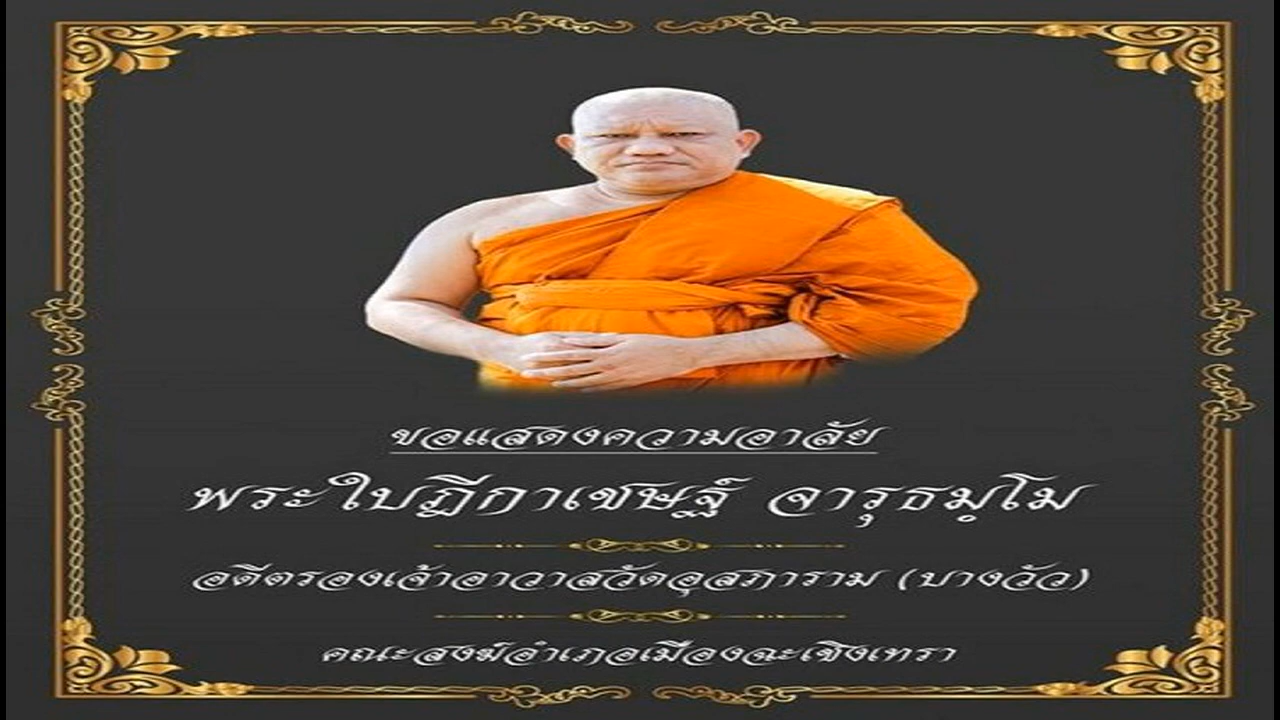 ขอแสดงความอาลัย
พระใบฎีกาเชษฐ์ จารุธมฺโม
อดีตรองเจ้าอาวาสวัดอุสภาราม (บางวัว)
คณะสงฆ์อำเภอเมืองฉะเชิงเทรา